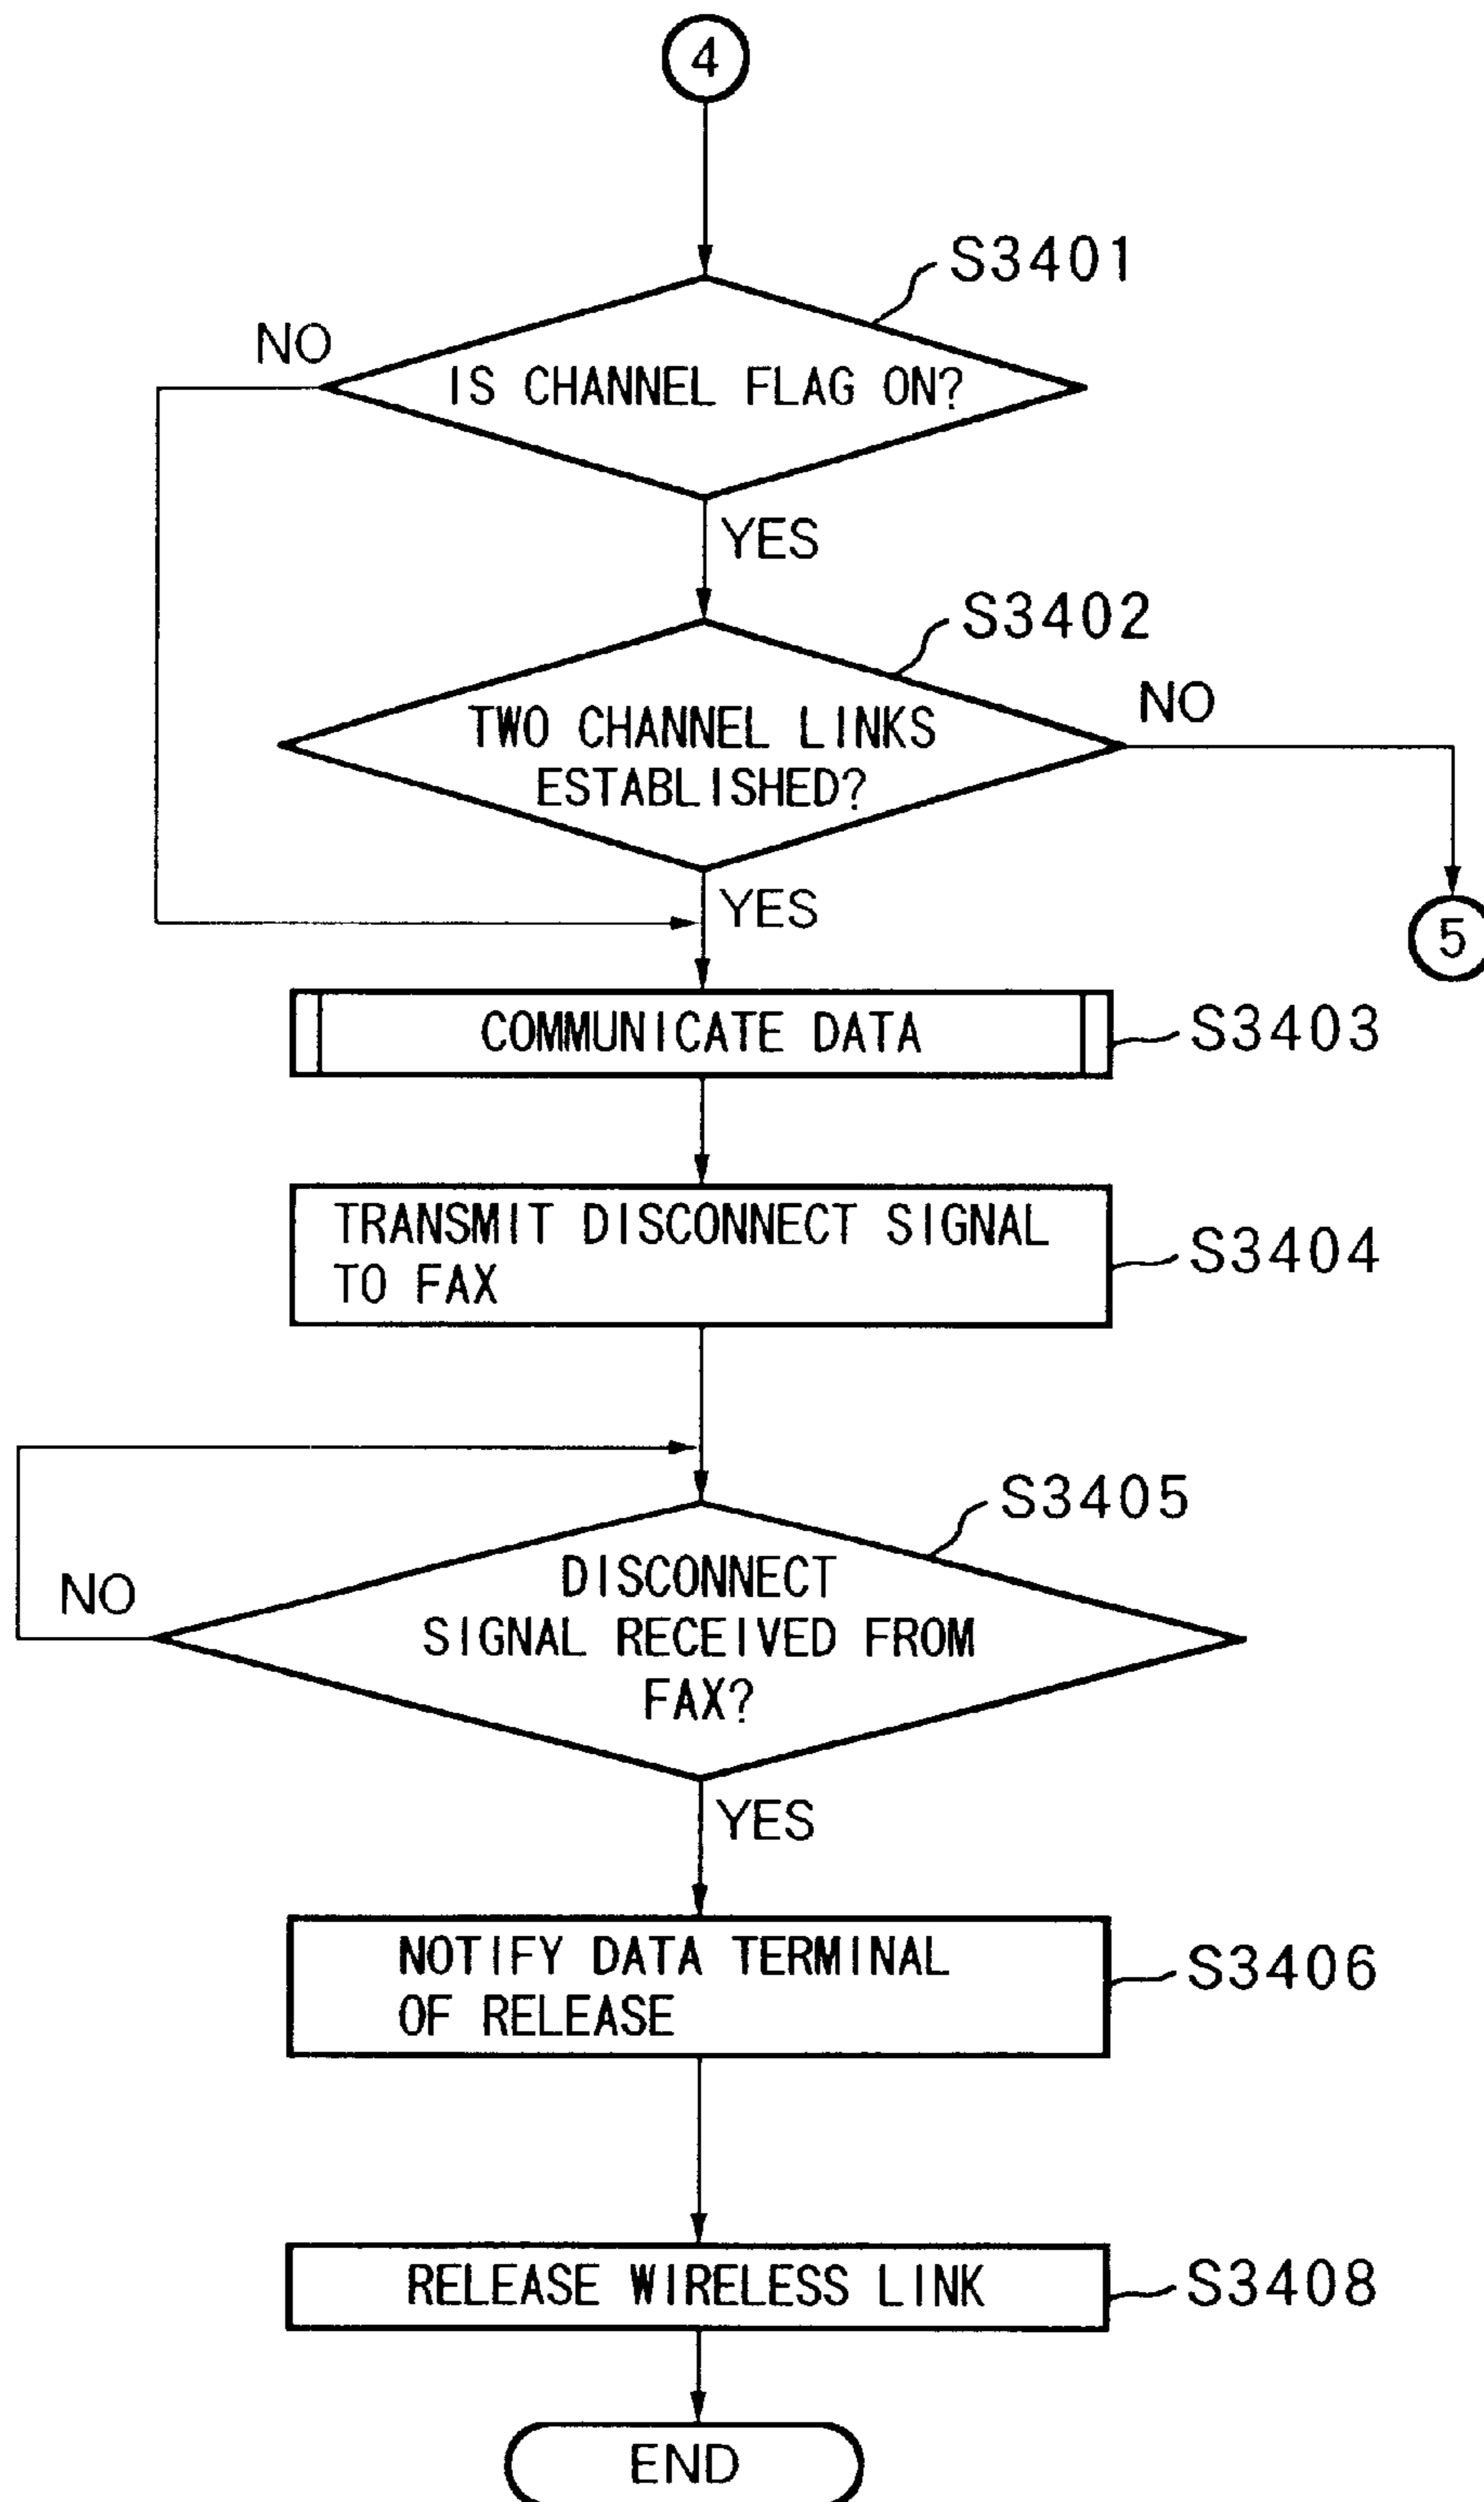 4
S3401
NO
IS CHANNEL FLAG ON?
YES
S3402
NO
TWO CHANNEL LINKS
ESTABLISHED?
YES
5
COMMUNICATE DATA
S3403
TRANSMIT DISCONNECT SIGNAL
TO FAX
S3404
S3405
NO
DISCONNECT
SIGNAL RECEIVED FROM
FAX?
YES
NOTIFY DATA TERMINAL
OF RELEASE
S3406
RELEASE WIRELESS LINK
S3408
END